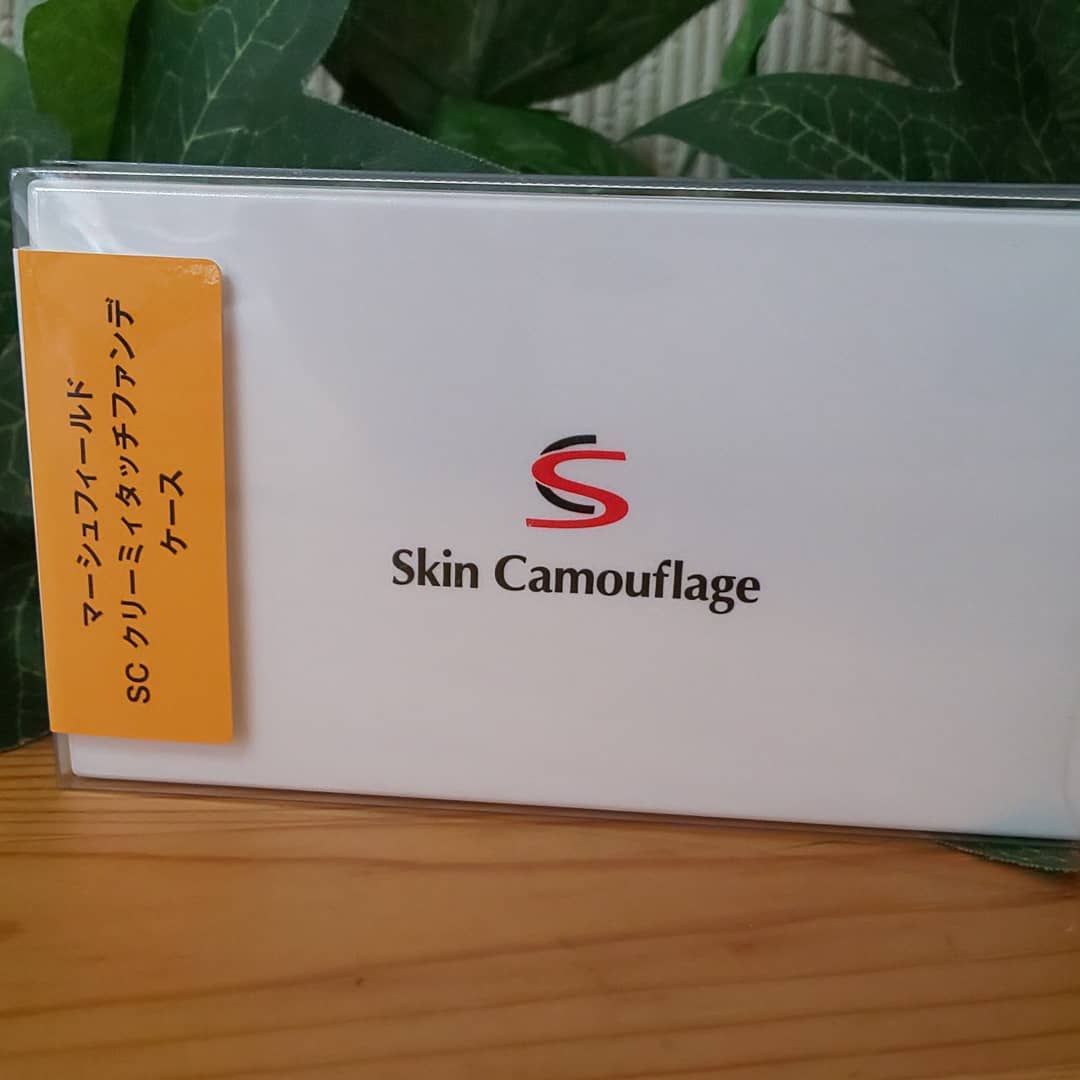 マーシュフィールド
SC クリーミィタッチファンデ
ケース
SC
Skin Camouflage